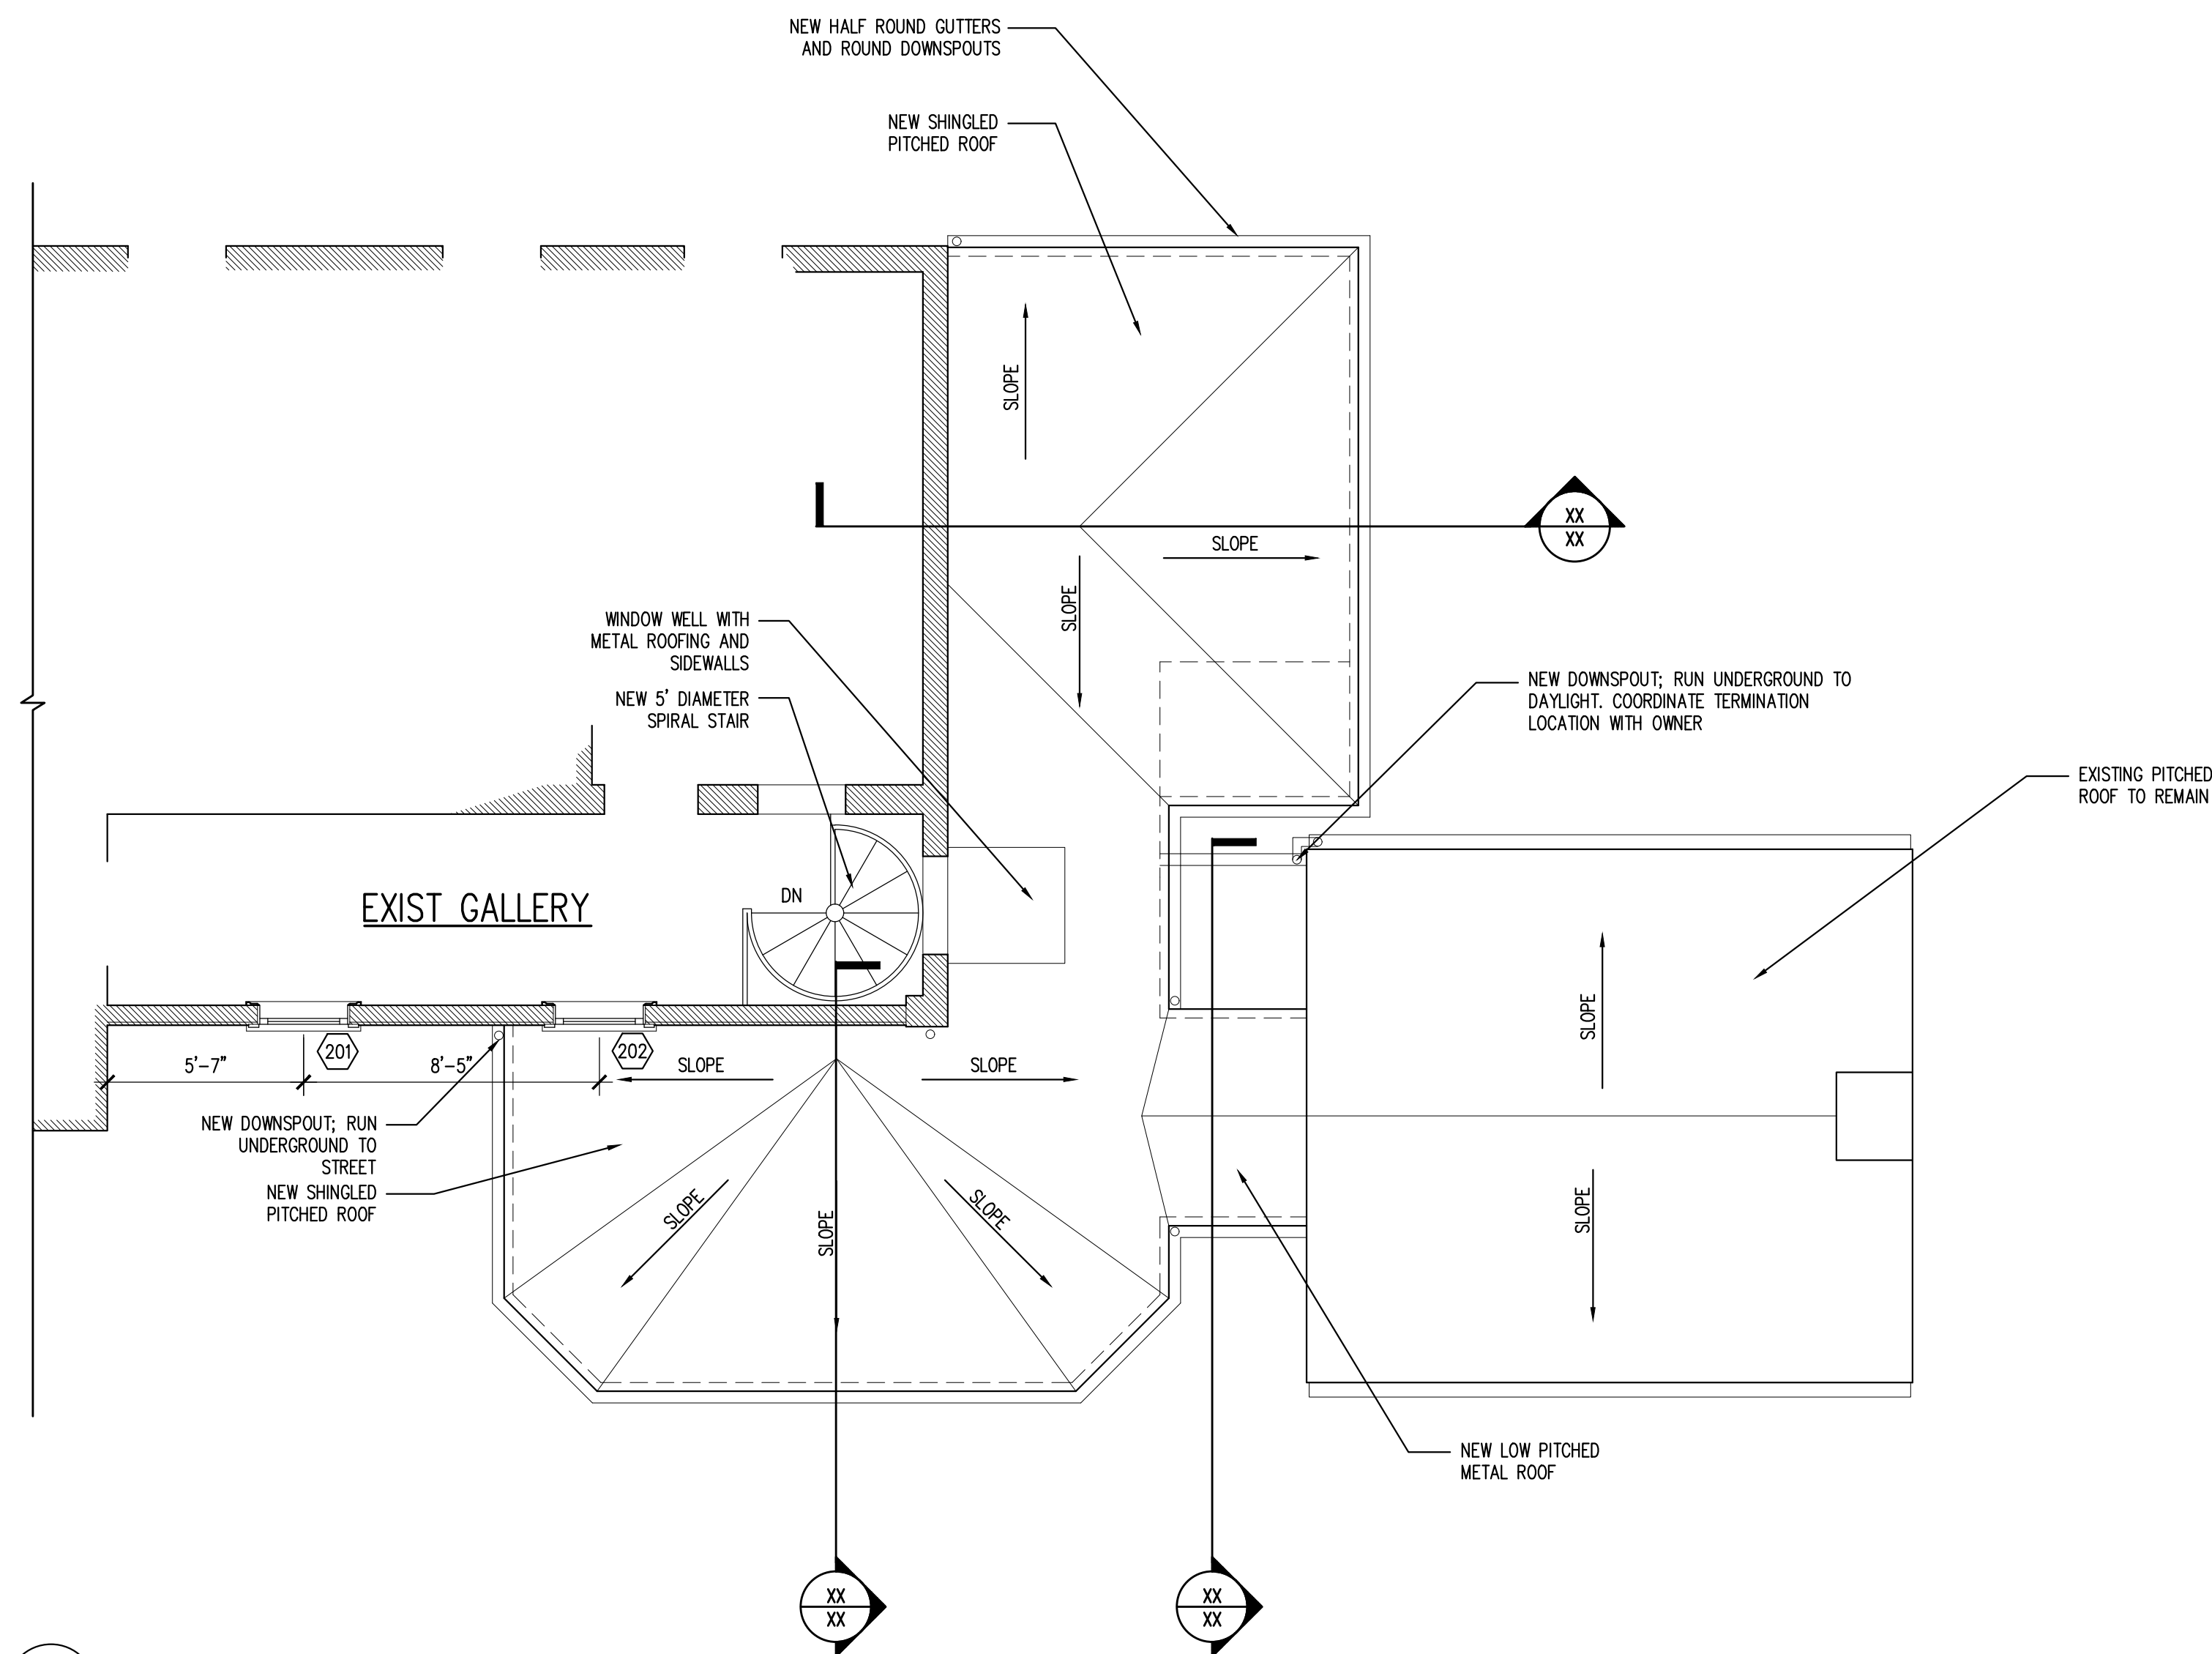 NEW HALF ROUND GUTTERS
AND ROUND DOWNSPOUTS
NEW SHINGLED
PITCHED ROOF
SLOPE
XX
XX
SLOPE
SLOPE
WINDOW WELL WITH
METAL ROOFING AND
SIDEWALLS
NEW 5' DIAMETER
SPIRAL STAIR
NEW DOWNSPOUT; RUN UNDERGROUND TO
DAYLIGHT. COORDINATE TERMINATION
LOCATION WITH OWNER
EXISTING PITCHED
ROOF TO REMAIN
DN
EXIST GALLERY
SLOPE
201
202
5'-7"
8'-5"
SLOPE
SLOPE
NEW DOWNSPOUT; RUN
UNDERGROUND TO
STREET
NEW SHINGLED
PITCHED ROOF
SLOPE
SLOPE
SLOPE
SLOPE
NEW LOW PITCHED
METAL ROOF
XX
XX
XX
XX